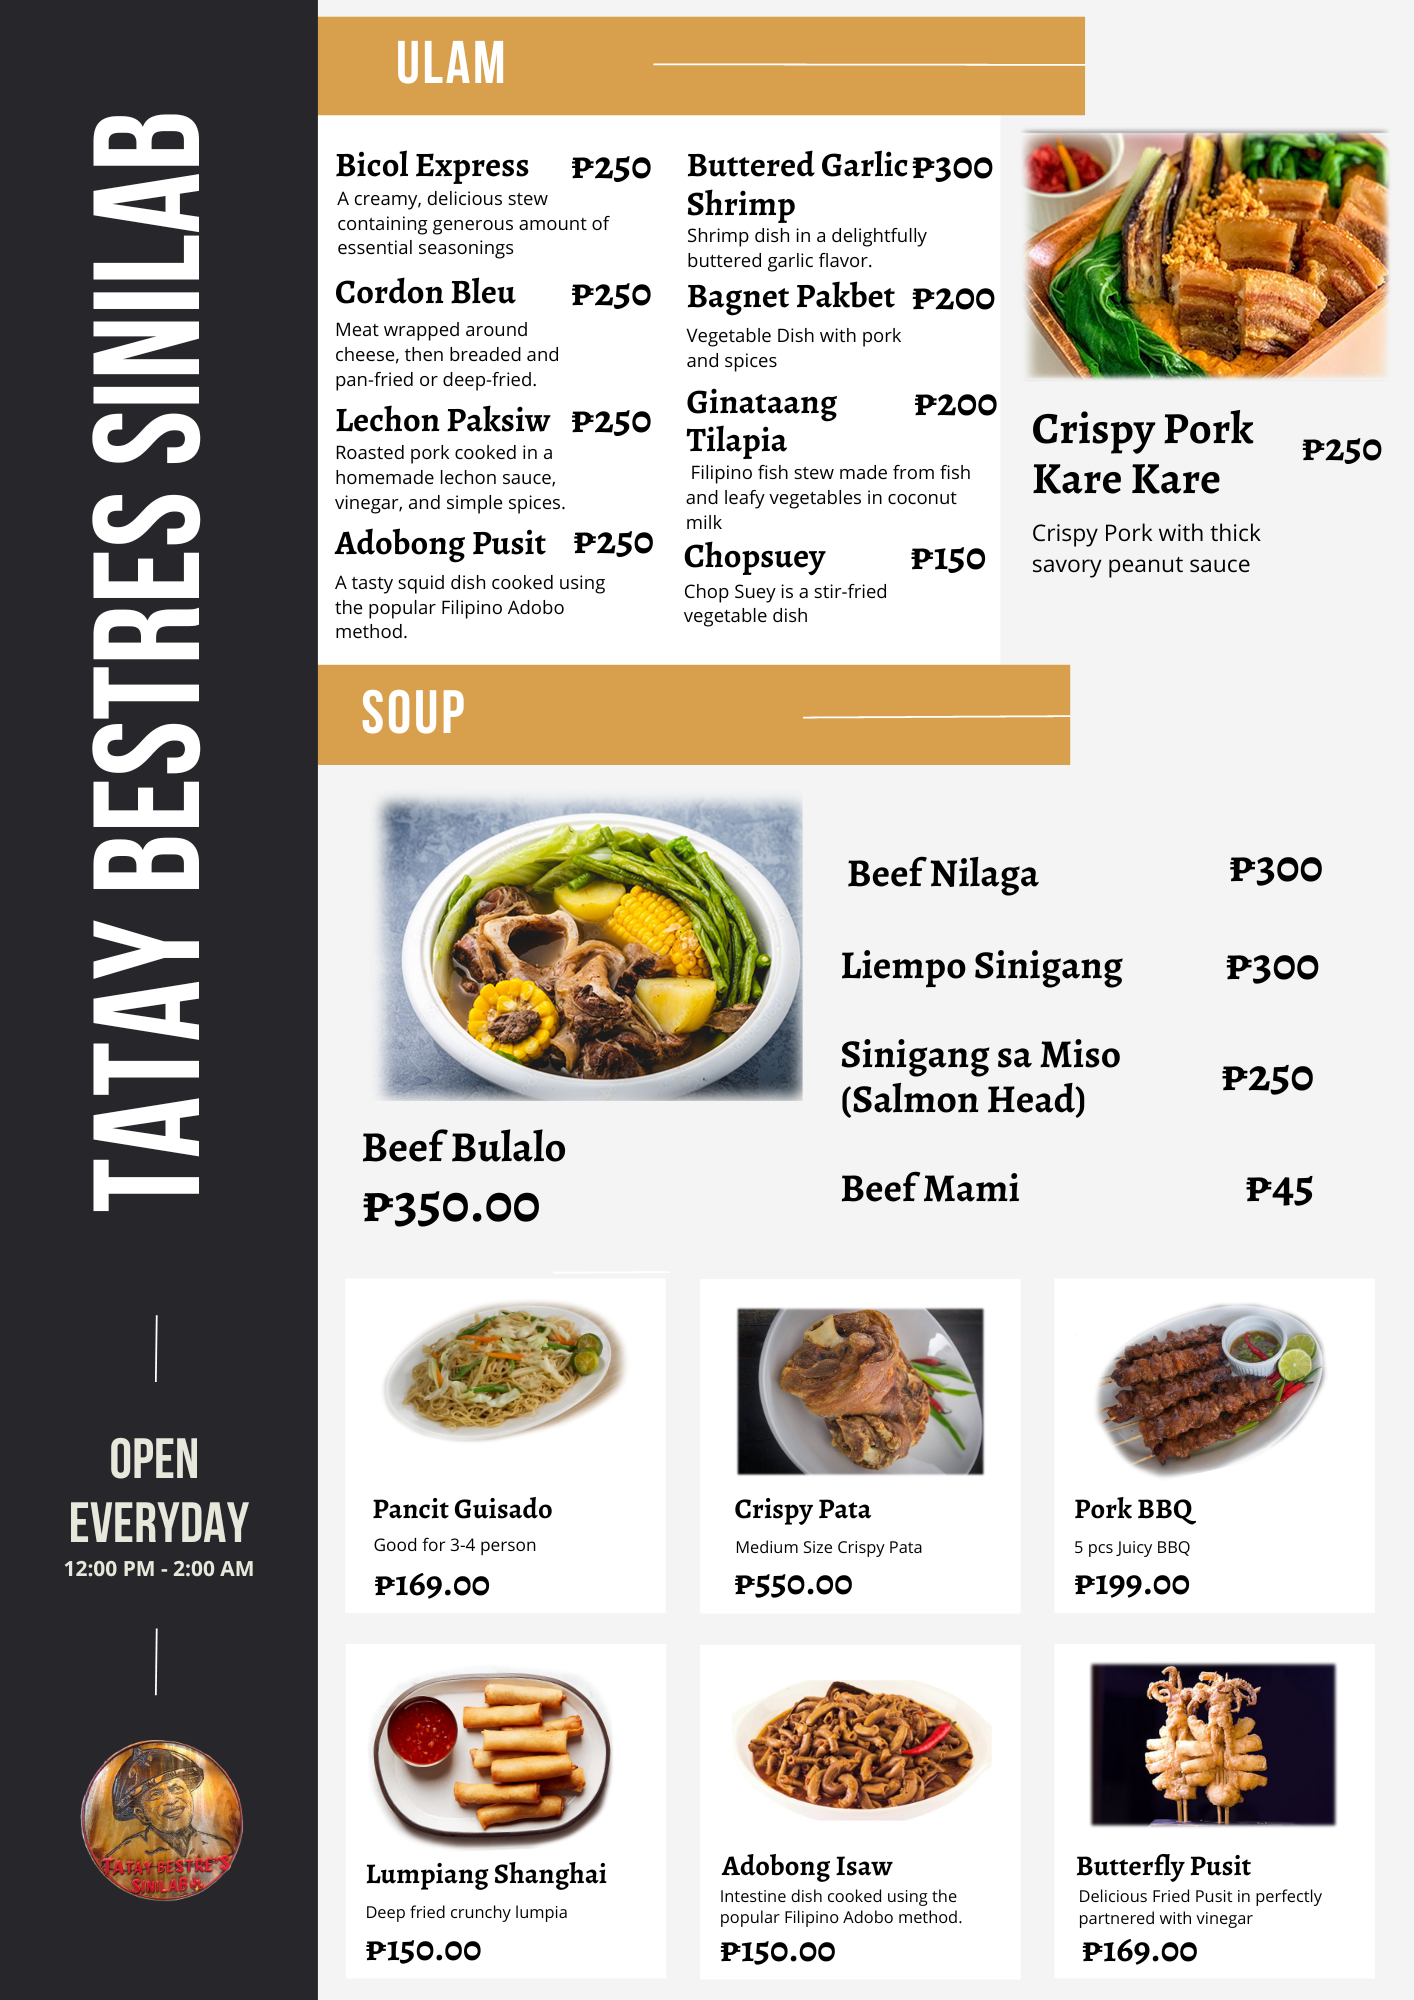 TATAY BESTRES SINILAB
OPEN
EVERYDAY
12:00 PM - 2:00 AM
TATAY BESTRE'S
SINILAB
ULAM
Bicol Express ₱250
A creamy, delicious stew
containing generous amount of
essential seasonings
Cordon Bleu ₱250
Meat wrapped around
cheese, then breaded and
pan-fried or deep-fried.
Lechon Paksiw ₱250
Roasted pork cooked in a
homemade lechon sauce,
vinegar, and simple spices.
Adobong Pusit ₱250
A tasty squid dish cooked using
the popular Filipino Adobo
method.
Buttered Garlic ₱300
Shrimp
Shrimp dish in a delightfully
buttered garlic flavor.
Bagnet Pakbet ₱200
Vegetable Dish with pork
and spices
Ginataang ₱200
Tilapia
Filipino fish stew made from fish
and leafy vegetables in coconut
milk
Chopsuey ₱150
Chop Suey is a stir-fried
vegetable dish
Crispy Pork
Kare Kare
₱250
Crispy Pork with thick
savory peanut sauce
SOUP
Beef Bulalo
₱350.00
Beef Nilaga ₱300
Liempo Sinigang ₱300
Sinigang sa Miso
(Salmon Head)
₱250
Beef Mami ₱45
Pancit Guisado
Good for 3-4 person
₱169.00
Crispy Pata
Medium Size Crispy Pata
₱550.00
Pork BBQ
5 pcs Juicy BBQ
₱199.00
Lumpiang Shanghai
Deep fried crunchy lumpia
₱150.00
Adobong Isaw
Intestine dish cooked using the
popular Filipino Adobo method.
₱150.00
Butterfly Pusit
Delicious Fried Pusit in perfectly
partnered with vinegar
₱169.00